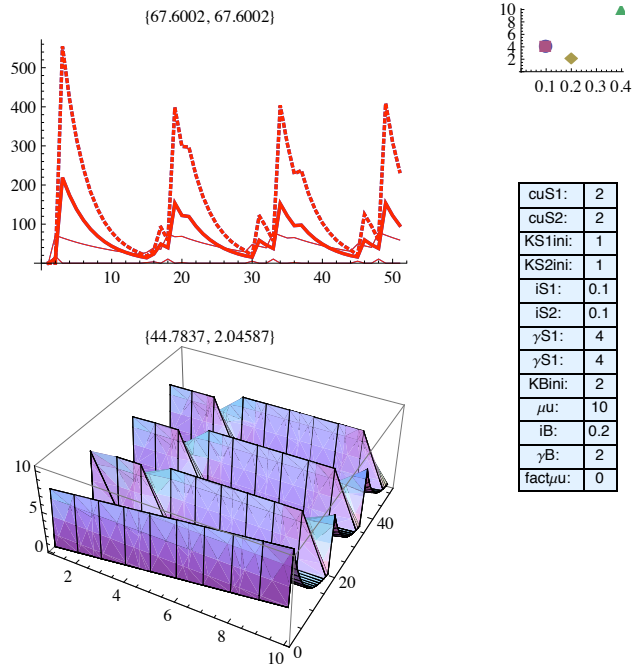 {67.6002, 67.6002}
500
400
300
200
100
10 20 30 40 50
10
8
6
4
2
0.1 0.2 0.3 0.4
cuS1: 2
cuS2: 2
KS1ini: 1
KS2ini: 1
iS1: 0.1
iS2: 0.1
γS1: 4
γS1: 4
KBini: 2
μu: 10
iB: 0.2
γB: 2
factμu: 0
{44.7837, 2.04587}
10
5
0
2
4
6
8
10
0
20
40